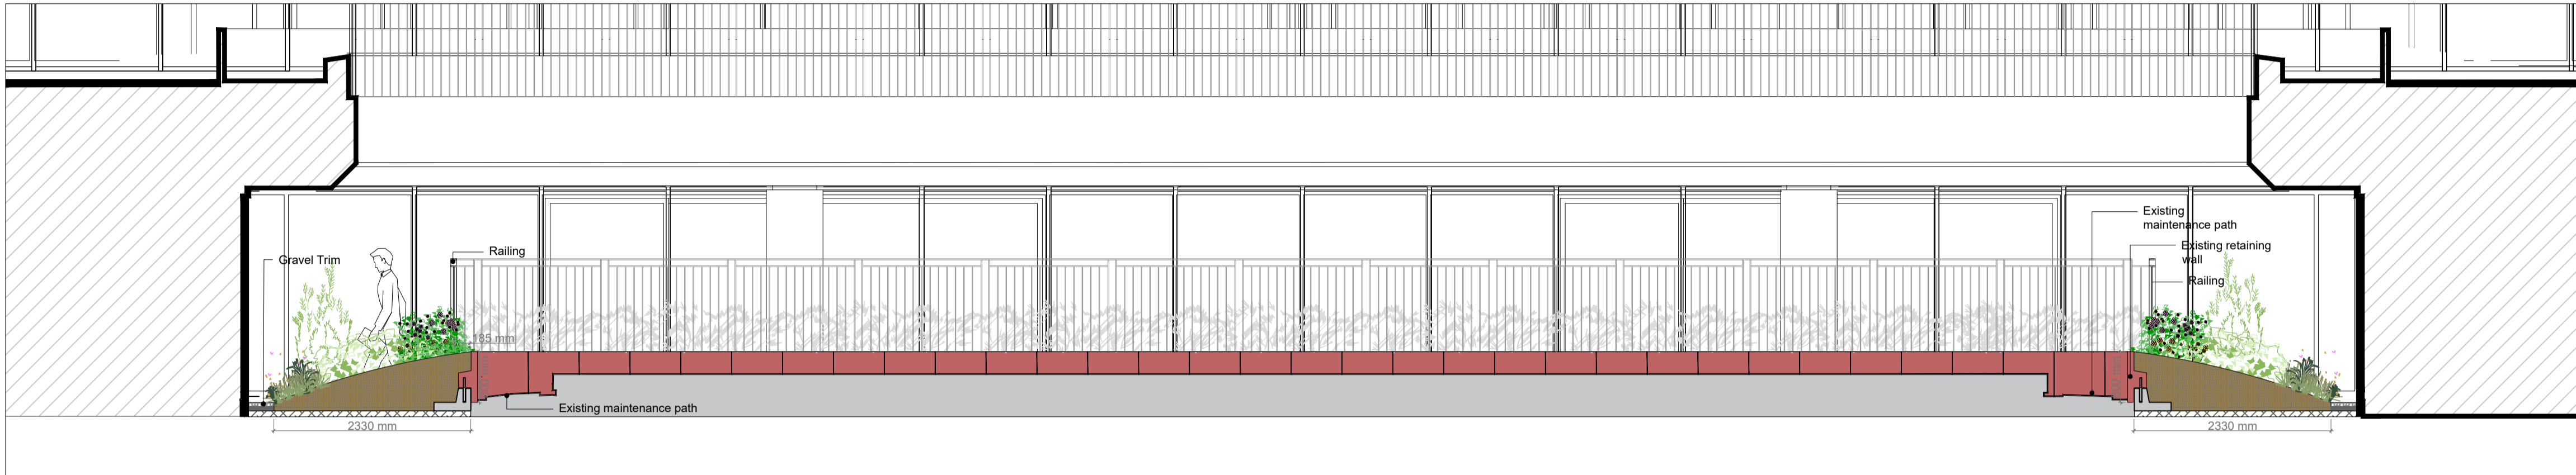 Existing
maintenance path
Existing retaining
wall
Railing
Gravel Trim
Railing
185 mm
Existing maintenance path
2330 mm
2330 mm